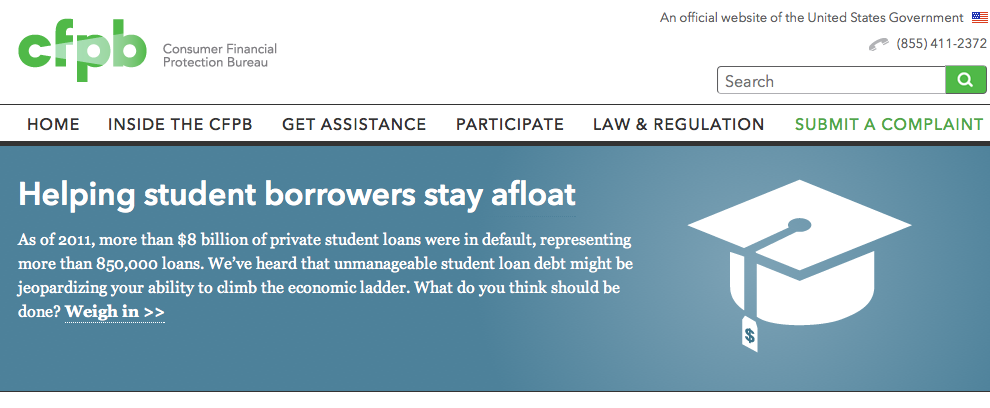 An official website of the United States Government
cfpb
Consumer Financial
Protection Bureau
(855) 411-2372
Search
HOME INSIDE THE CFPB GET ASSISTANCE PARTICIPATE LAW & REGULATION SUBMIT A COMPLAINT
Helping student borrowers stay afloat
As of 2011, more than $8 billion of private student loans were in default, representing
more than 850,000 loans. We’ve heard that unmanageable student loan debt might be
jeopardizing your ability to climb the economic ladder. What do you think should be
done? Weigh in >>
$